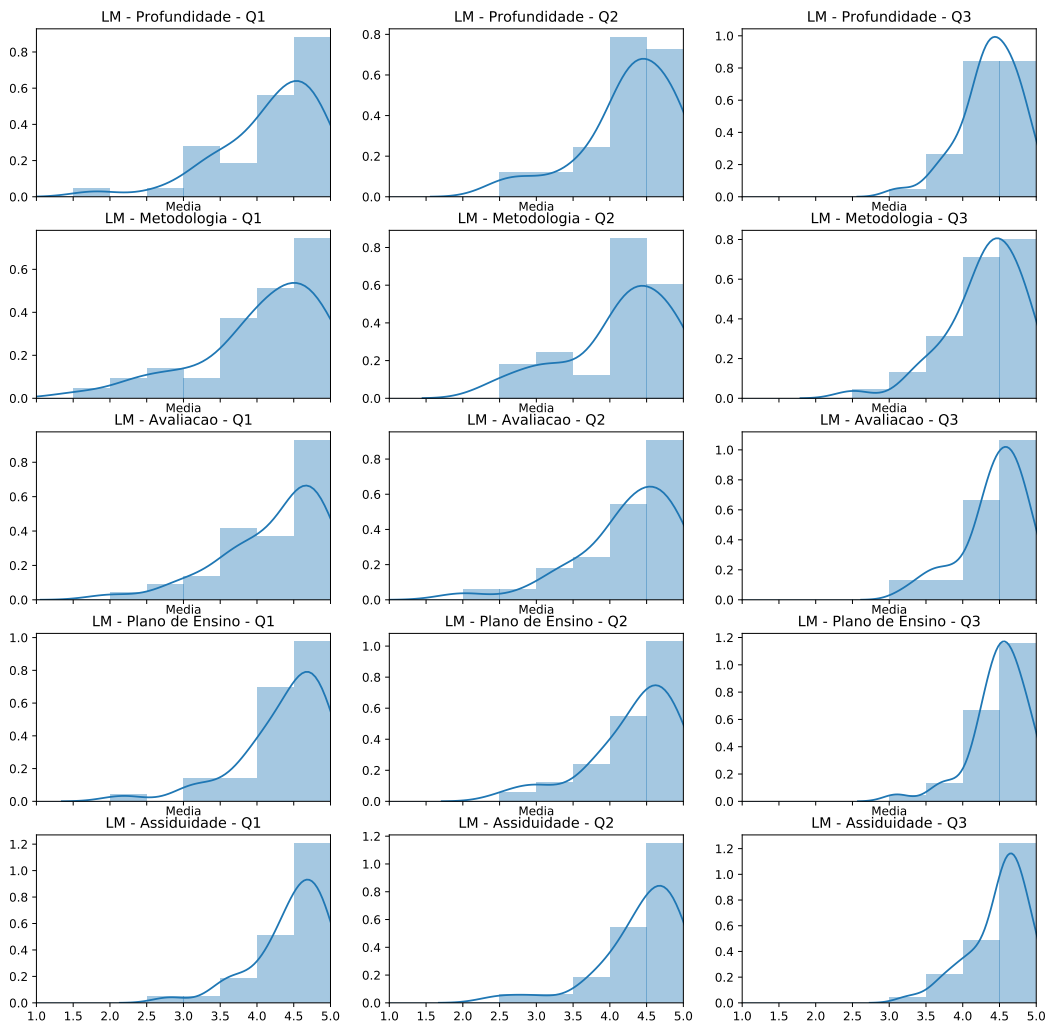 LM - Profundidade - Q1
LM - Profundidade - Q2
LM - Profundidade - Q3
0.8
0.6
0.4
0.2
0.0
0.8
0.6
0.4
0.2
0.0
1.0
0.8
0.6
0.4
0.2
0.0
Media
Media
Media
LM - Metodologia - Q1
LM - Metodologia - Q2
LM - Metodologia - Q3
0.6
0.4
0.2
0.0
0.8
0.6
0.4
0.2
0.0
0.8
0.6
0.4
0.2
0.0
Media
Media
Media
LM - Avaliacao - Q1
LM - Avaliacao - Q2
LM - Avaliacao - Q3
0.8
0.6
0.4
0.2
0.0
0.8
0.6
0.4
0.2
0.0
1.0
0.8
0.6
0.4
0.2
0.0
Media
Media
Media
LM - Plano de Ensino - Q1
LM - Plano de Ensino - Q2
LM - Plano de Ensino - Q3
1.0
0.8
0.6
0.4
0.2
0.0
1.0
0.8
0.6
0.4
0.2
0.0
1.2
1.0
0.8
0.6
0.4
0.2
0.0
Media
Media
Media
LM - Assiduidade - Q1
LM - Assiduidade - Q2
LM - Assiduidade - Q3
1.2
1.0
0.8
0.6
0.4
0.2
0.0
1.2
1.0
0.8
0.6
0.4
0.2
0.0
1.2
1.0
0.8
0.6
0.4
0.2
0.0
1.0 1.5 2.0 2.5 3.0 3.5 4.0 4.5 5.0
1.0 1.5 2.0 2.5 3.0 3.5 4.0 4.5 5.0
1.0 1.5 2.0 2.5 3.0 3.5 4.0 4.5 5.0